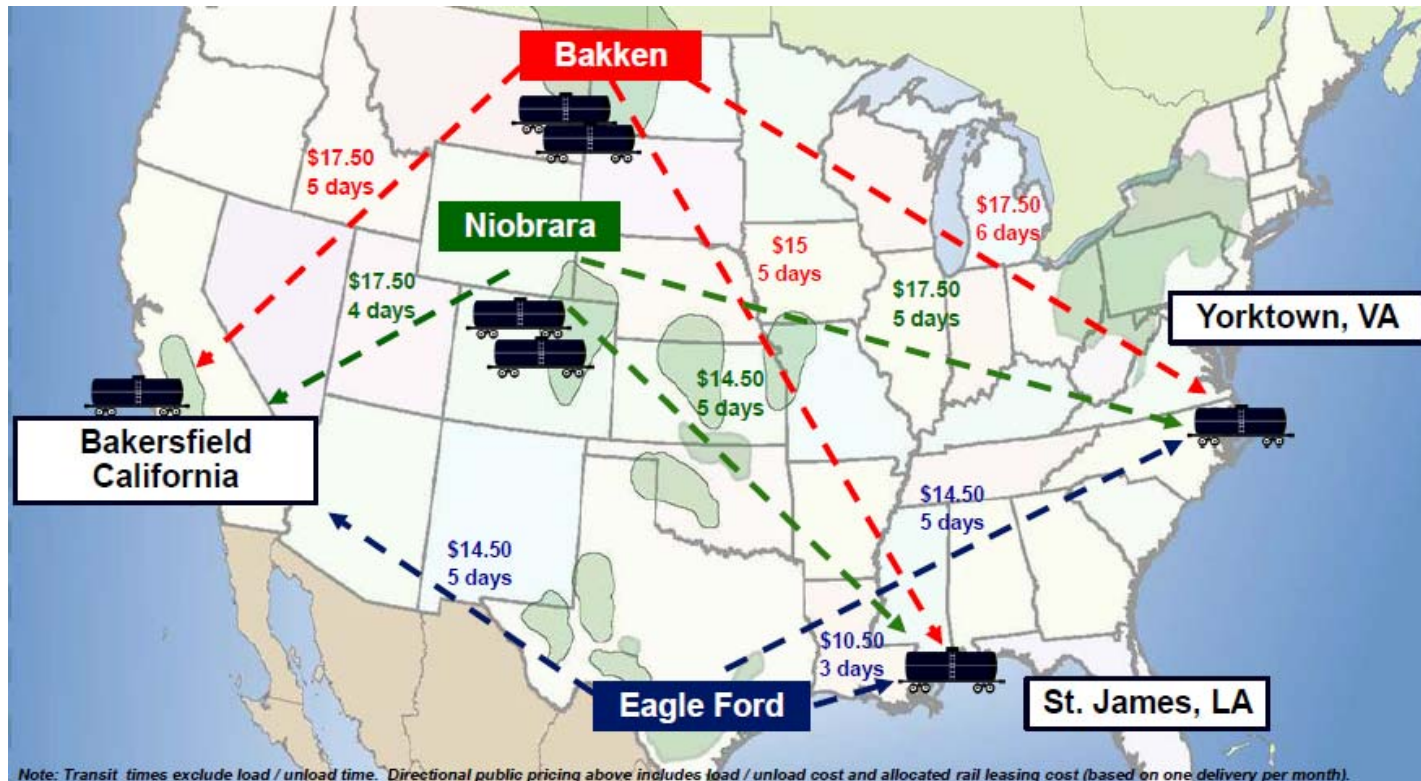 Bakken
$17.50
5 days
$17.50
6 days
Niobrara
$15
5 days
$17.50
4 days
$17.50
5 days
Yorktown, VA
$14.50
5 days
Bakersfield
California
$14.50
5 days
$14.50
5 days
$10.50
3 days
Eagle Ford
St. James, LA
Note: Transit times exclude load / unload time. Directional public pricing above includes load / unload cost and allocated rail leasing cost (based on one delivery per month).